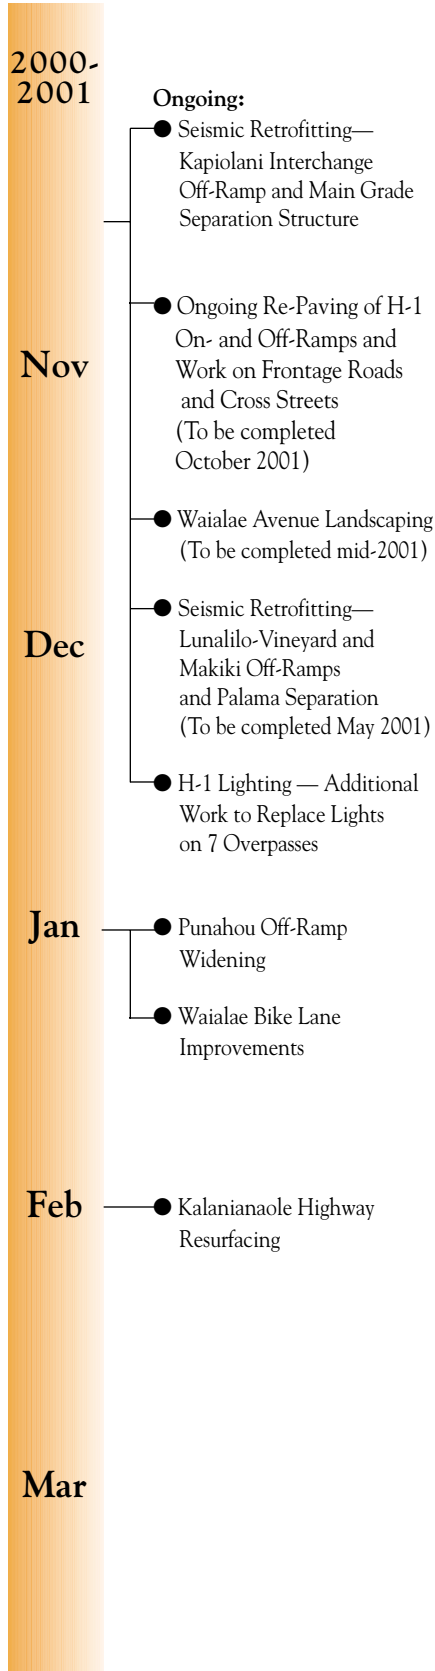 2000-
2001
Ongoing:
Seismic Retrofitting—
Kapiolani Interchange
Off-Ramp and Main Grade
Separation Structure
Nov
Ongoing Re-Paving of H-1
On- and Off-Ramps and
Work on Frontage Roads
and Cross Streets
(To be completed
October 2001)
Waialae Avenue Landscaping
(To be completed mid-2001)
Dec
Seismic Retrofitting—
Lunalilo-Vineyard and
Makiki Off-Ramps
and Palama Separation
(To be completed May 2001)
H-1 Lighting — Additional
Work to Replace Lights
on 7 Overpasses
Jan
Punahou Off-Ramp
Widening
Waialae Bike Lane
Improvements
Feb
Kalanianaole Highway
Resurfacing
Mar